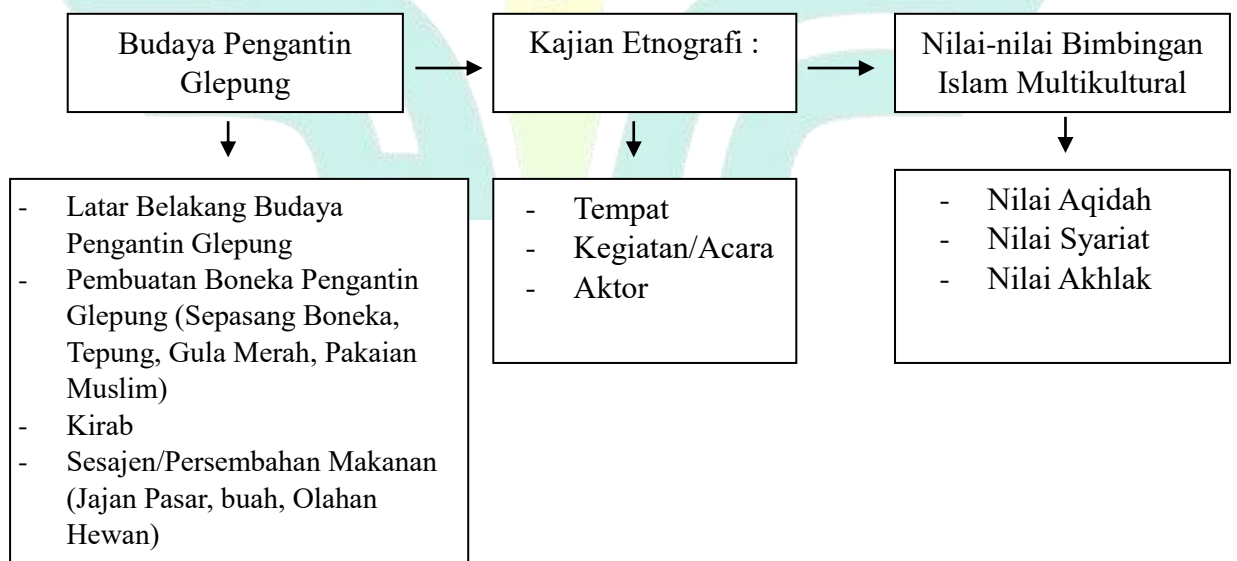 Budaya Pengantin
Glepung
Kajian Etnografi :
Nilai-nilai Bimbingan
Islam Multikultural
- Latar Belakang Budaya
Pengantin Glepung
- Pembuatan Boneka Pengantin
Glepung (Sepasang Boneka,
Tepung, Gula Merah, Pakaian
Muslim)
- Kirab
- Sesajen/Persembahan Makanan
(Jajan Pasar, buah, Olahan
Hewan)
- Tempat
- Kegiatan/Acara
- Aktor
- Nilai Aqidah
- Nilai Syariat
- Nilai Akhlak